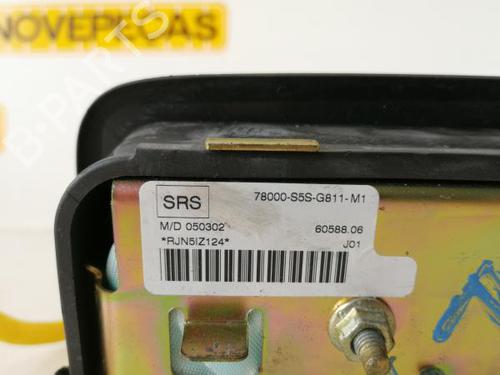 NOVEPEÇAS
B-PARTS
SRS 78000-S5S-G811-M1
M/D 050302 60588.06
*RJN5IZ124* J01